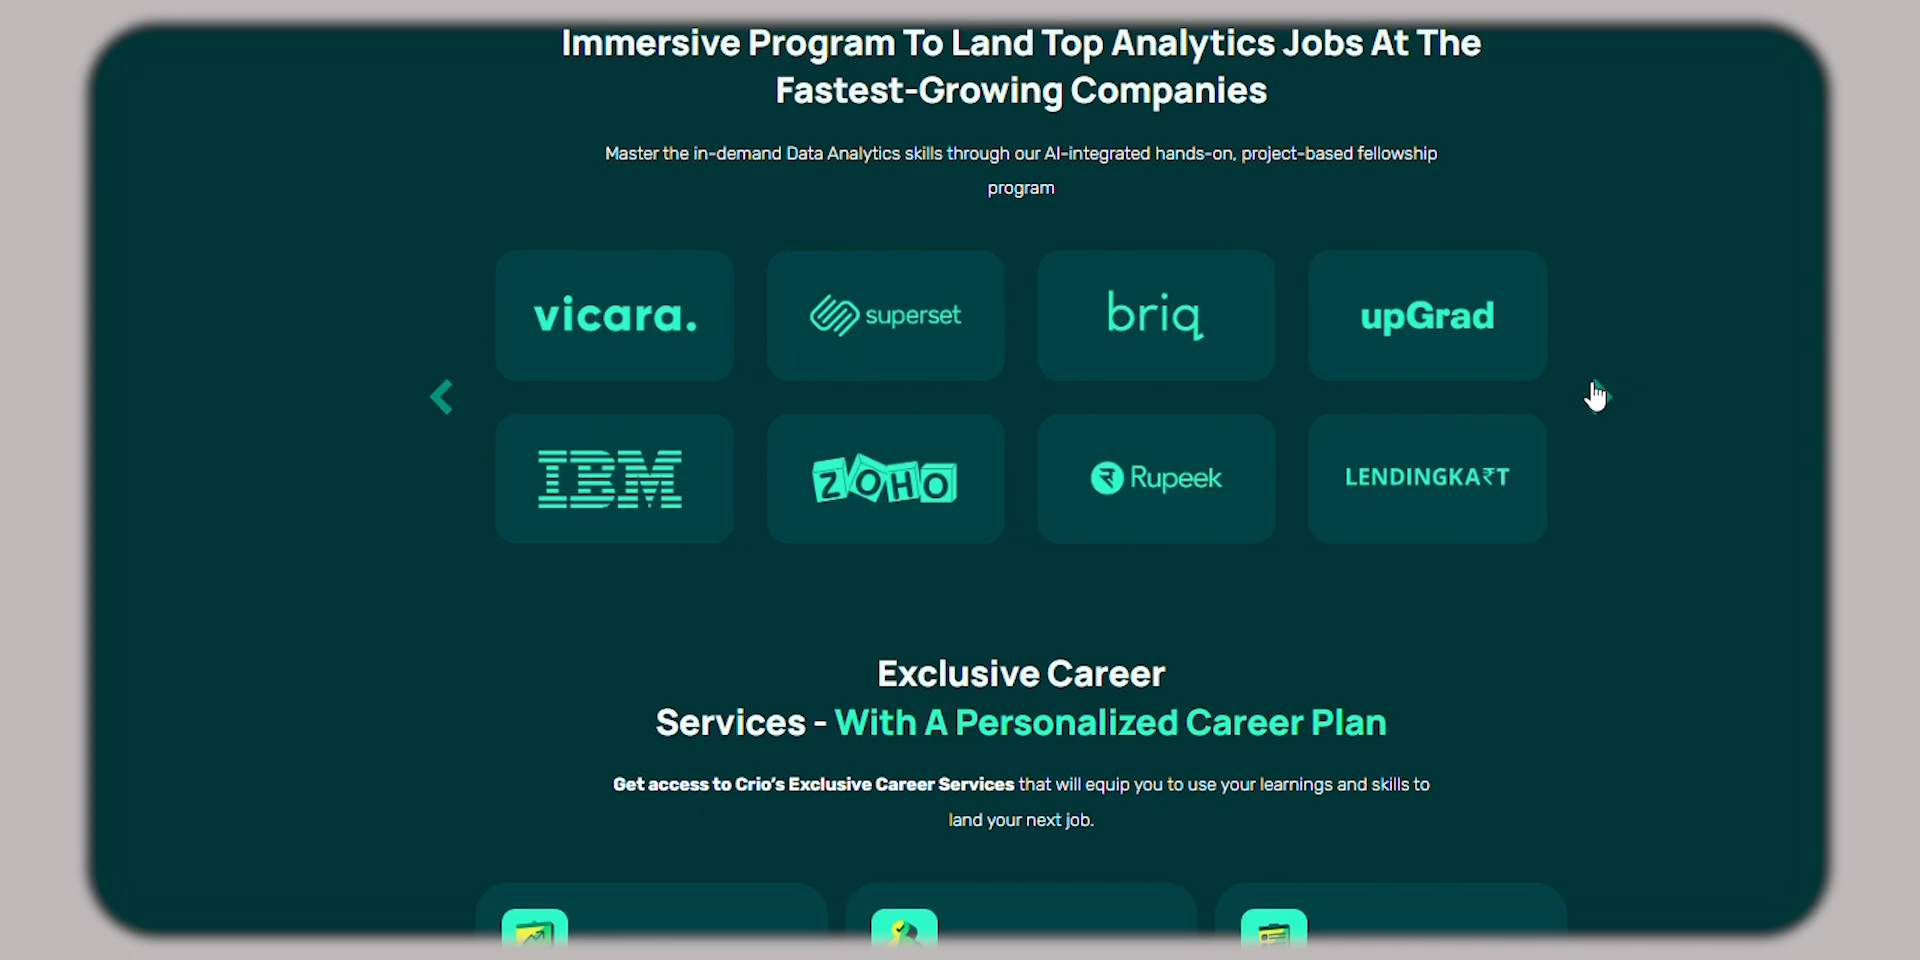 Immersive Program To Land Top Analytics Jobs At The
Fastest-Growing Companies
Master the in-demand Data Analytics skills through our AI-integrated hands-on, project-based fellowship
program
vicara.
superset
briq
upGrad
IBM
ZOHO
Rupeek
LENDINGKA₹T
Exclusive Career
Services - With A Personalized Career Plan
Get access to Crio's Exclusive Career Services that will equip you to use your learnings and skills to
land your next job.